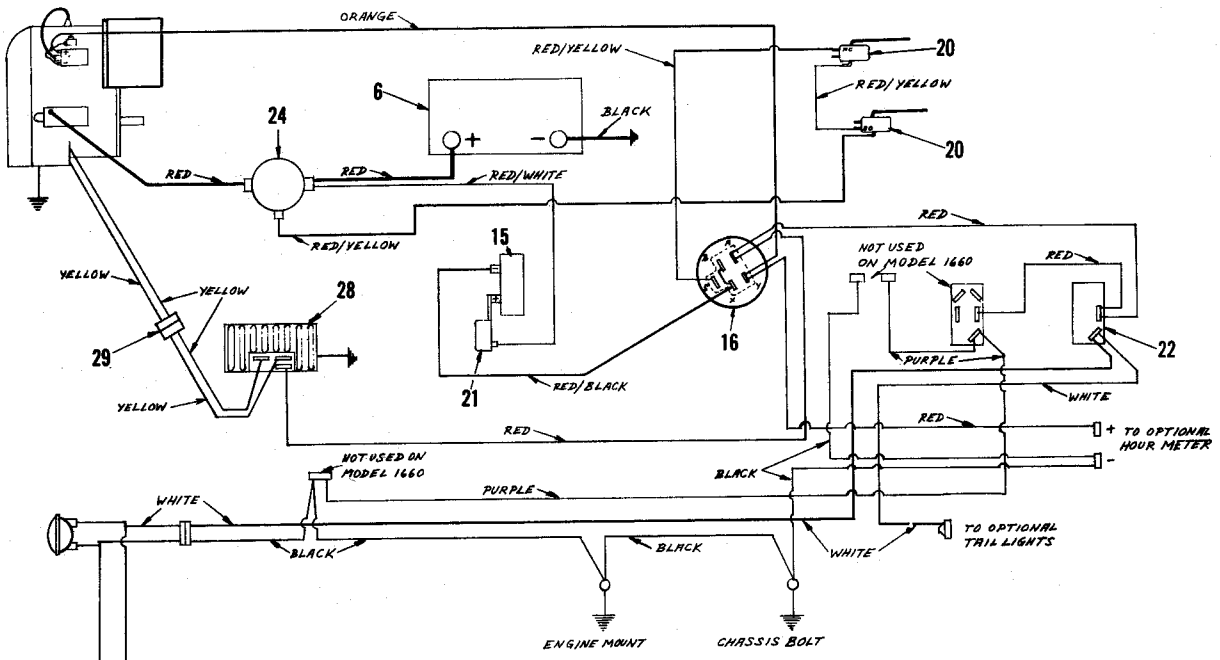 ORANGE
RED/YELLOW
20
RED/YELLOW
20
6
BLACK
+
-
24
RED
RED
RED/WHITE
RED/YELLOW
15
RED
NOT USED
ON MODEL 1660
RED
YELLOW
YELLOW
28
29
16
22
21
PURPLE
RED/BLACK
WHITE
YELLOW
RED
RED
+
TO OPTIONAL
HOUR METER
-
BLACK
NOT USED ON
MODEL 1660
PURPLE
WHITE
BLACK
BLACK
WHITE
TO OPTIONAL
TAIL LIGHTS
ENGINE MOUNT
CHASSIS BOLT